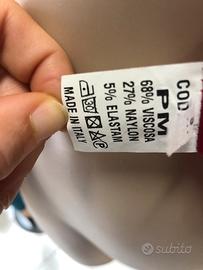 COD
PM
68% VISCOSA
27% NAYLON
5% ELASTAM
MADE IN ITALY
subito